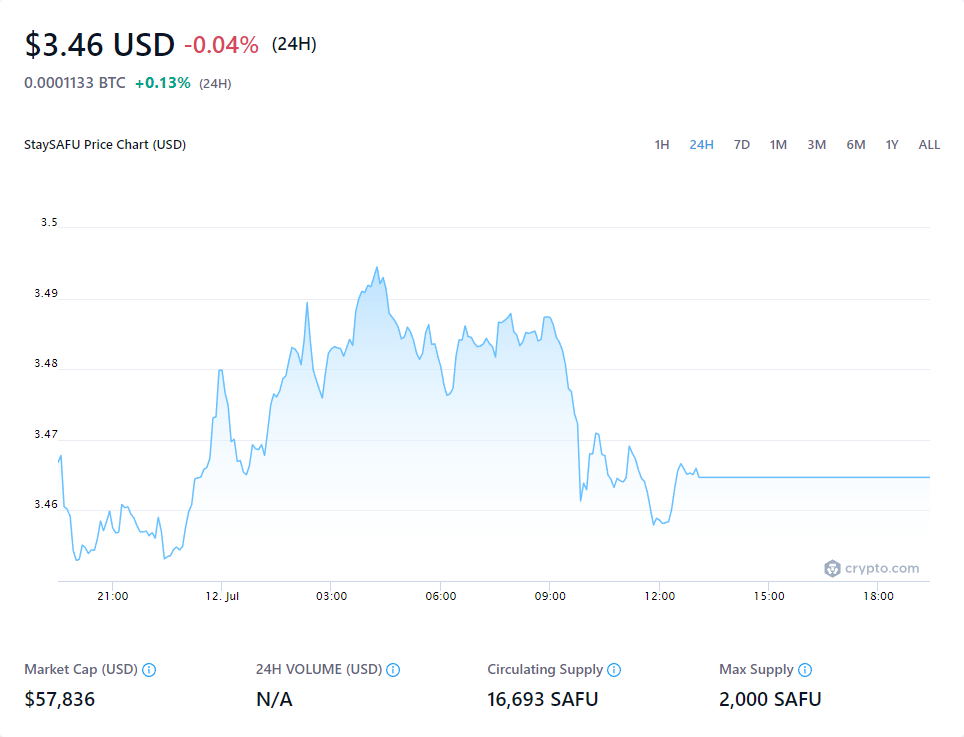 $3.46 USD -0.04% (24H)
0.0001133 BTC +0.13% (24H)
StaySAFU Price Chart (USD) 1H 24H 7D 1M 3M 6M 1Y ALL
3.5
3.49
3.48
3.47
3.46
crypto.com
21:00 12. Jul 03:00 06:00 09:00 12:00 15:00 18:00
Market Cap (USD) 24H VOLUME (USD) Circulating Supply Max Supply
$57,836 N/A 16,693 SAFU 2,000 SAFU